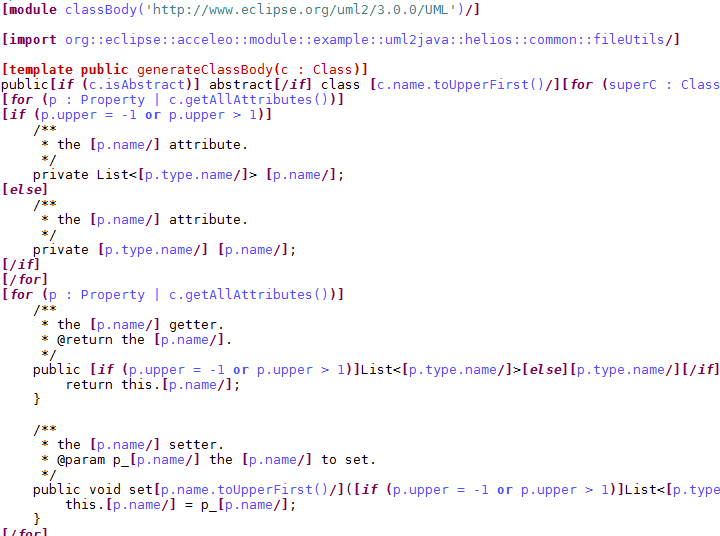 [module classBody('http://www.eclipse.org/uml2/3.0.0/UML')/]
[import org::eclipse::acceleo::module::example::uml2java::helios::common::fileUtils/]
[template public generateClassBody(c : Class)]
public[if (c.isAbstract)] abstract[/if] class [c.name.toUpperFirst()/][for (superC : Class
[for (p : Property | c.getAllAttributes())]
[if (p.upper = -1 or p.upper > 1)]
    /**
     * the [p.name/] attribute.
     */
    private List<[p.type.name/]> [p.name/];
[else]
    /**
     * the [p.name/] attribute.
     */
    private [p.type.name/] [p.name/];
[/if]
[/for]
[for (p : Property | c.getAllAttributes())]
    /**
     * the [p.name/] getter.
     * @return the [p.name/].
     */
    public [if (p.upper = -1 or p.upper > 1)]List<[p.type.name/]>[else][p.type.name/][/if]
        return this.[p.name/];
    }
    /**
     * the [p.name/] setter.
     * @param p_[p.name/] the [p.name/] to set.
     */
    public void set[p.name.toUpperFirst()/]([if (p.upper = -1 or p.upper > 1)]List<[p.type
        this.[p.name/] = p_[p.name/];
    }
[/for]